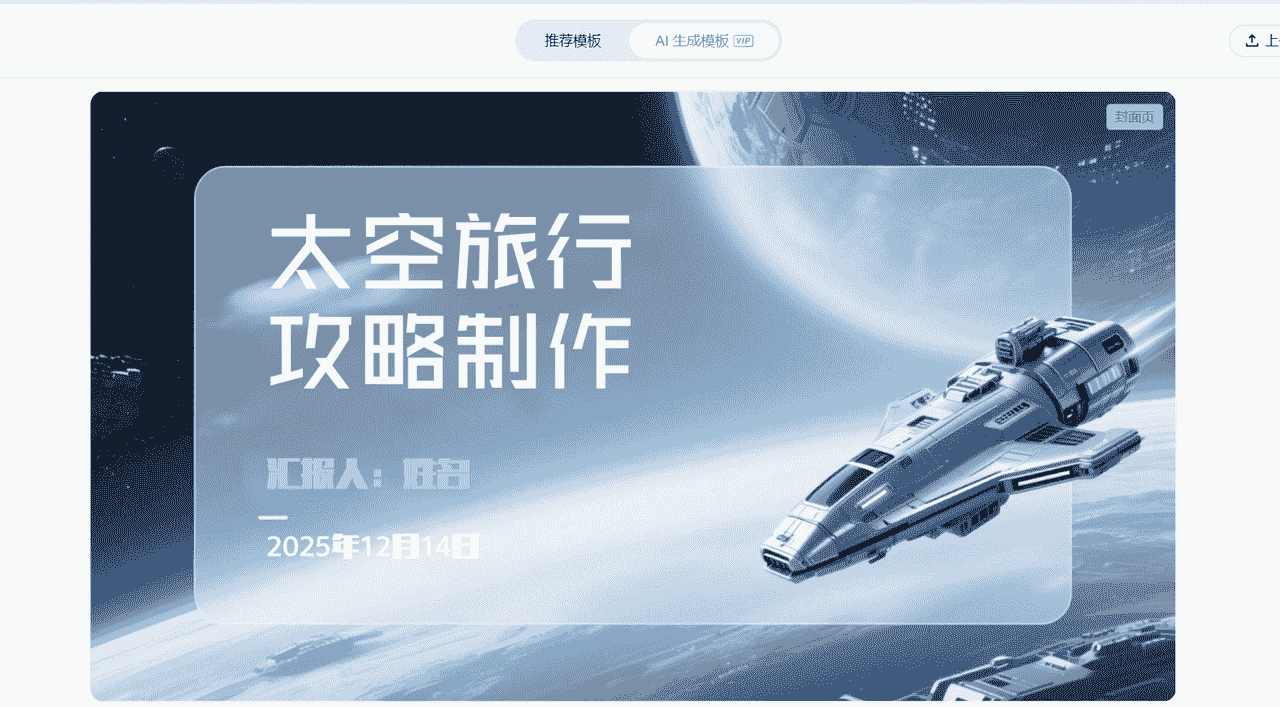 推荐模板
AI 生成模板 VIP
上
封面页
太空旅行
攻略制作
汇报人：姓名
2025年12月14日